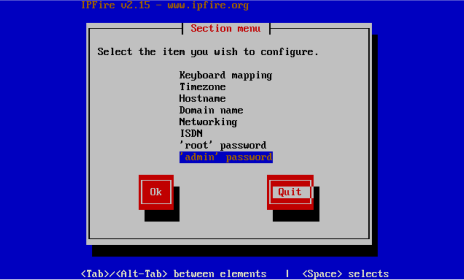 IPFire v2.15 - www.ipfire.org
Section menu
Select the item you wish to configure.
Keyboard mapping
Timezone
Hostname
Domain name
Networking
ISDN
'root' password
'admin' password
Ok
Quit
<Tab>/<Alt-Tab> between elements | <Space> selects